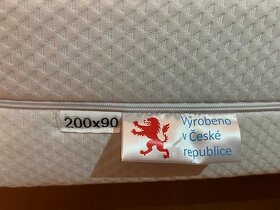 200x90
Vyrobeno
v České
republice